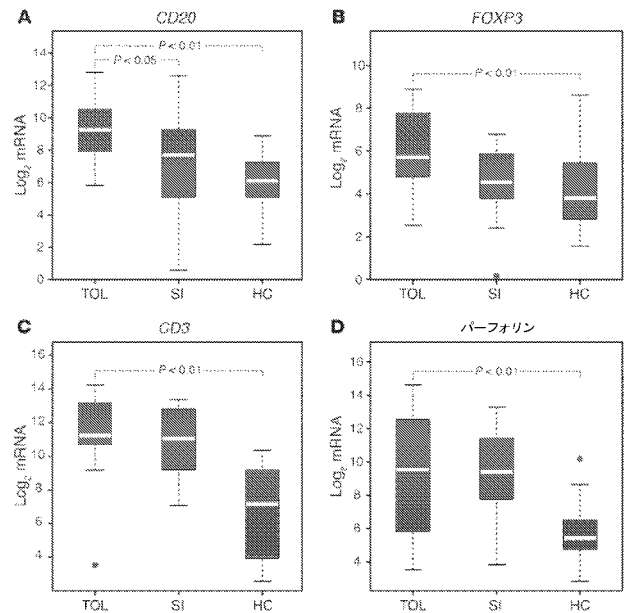 A CD20
P < 0.01
P < 0.05
Log₂ mRNA
14
12
10
8
6
4
2
0
TOL SI HC
B FOXP3
P < 0.01
Log₂ mRNA
10
8
6
4
2
0
TOL SI HC
C CD3
P < 0.01
Log₂ mRNA
16
14
12
10
8
6
4
TOL SI HC
D パーフォリン
P < 0.01
Log₂ mRNA
16
14
12
10
8
6
4
TOL SI HC